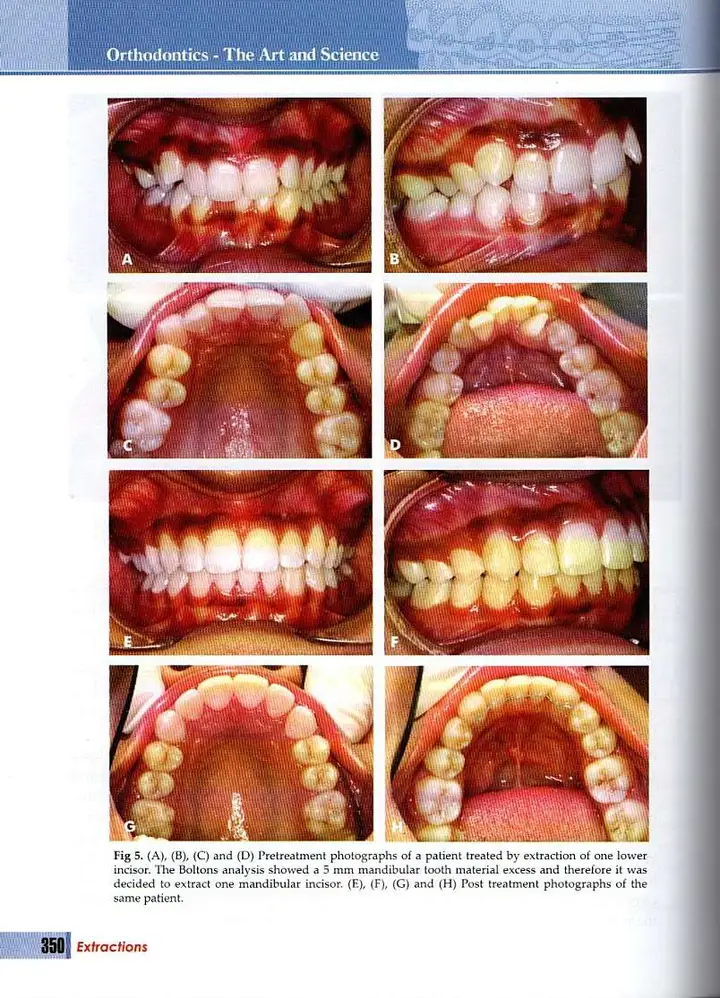 Orthodontics - The Art and Science
A
B
C
D
E
F
G
H
Fig 5. (A), (B), (C) and (D) Pretreatment photographs of a patient treated by extraction of one lower
incisor. The Boltons analysis showed a 5 mm mandibular tooth material excess and therefore it was
decided to extract one mandibular incisor. (E), (F), (G) and (H) Post treatment photographs of the
same patient.
350 Extractions